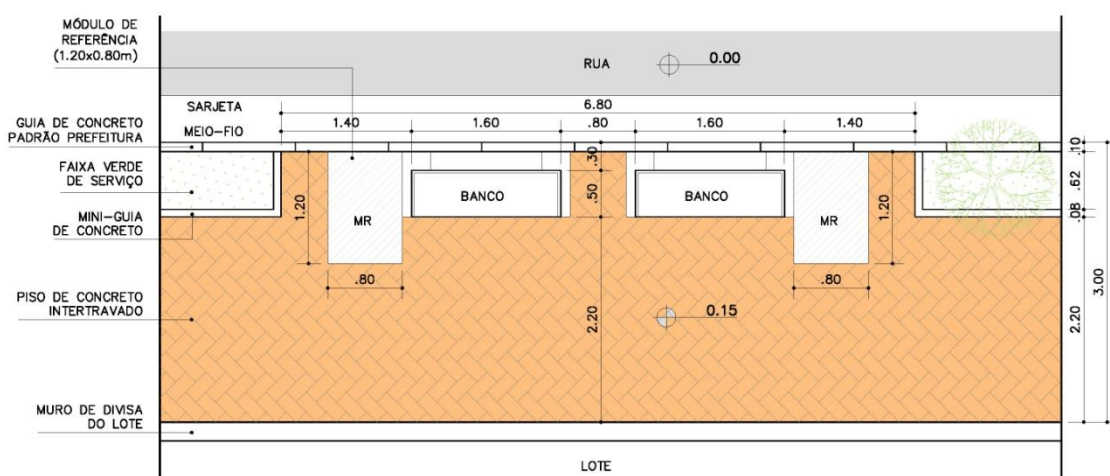 MÓDULO DE
REFERÊNCIA
(1.20x0.80m)
RUA
0.00
SARJETA
6.80
GUIA DE CONCRETO
PADRÃO PREFEITURA
MEIO-FIO
1.40
1.60
.80
1.60
1.40
.10
FAIXA VERDE
DE SERVIÇO
.30
.62
.50
BANCO
BANCO
MINI-GUIA
DE CONCRETO
1.20
MR
MR
1.20
.08
.80
.80
3.00
PISO DE CONCRETO
INTERTRAVADO
2.20
0.15
2.20
MURO DE DIVISA
DO LOTE
LOTE